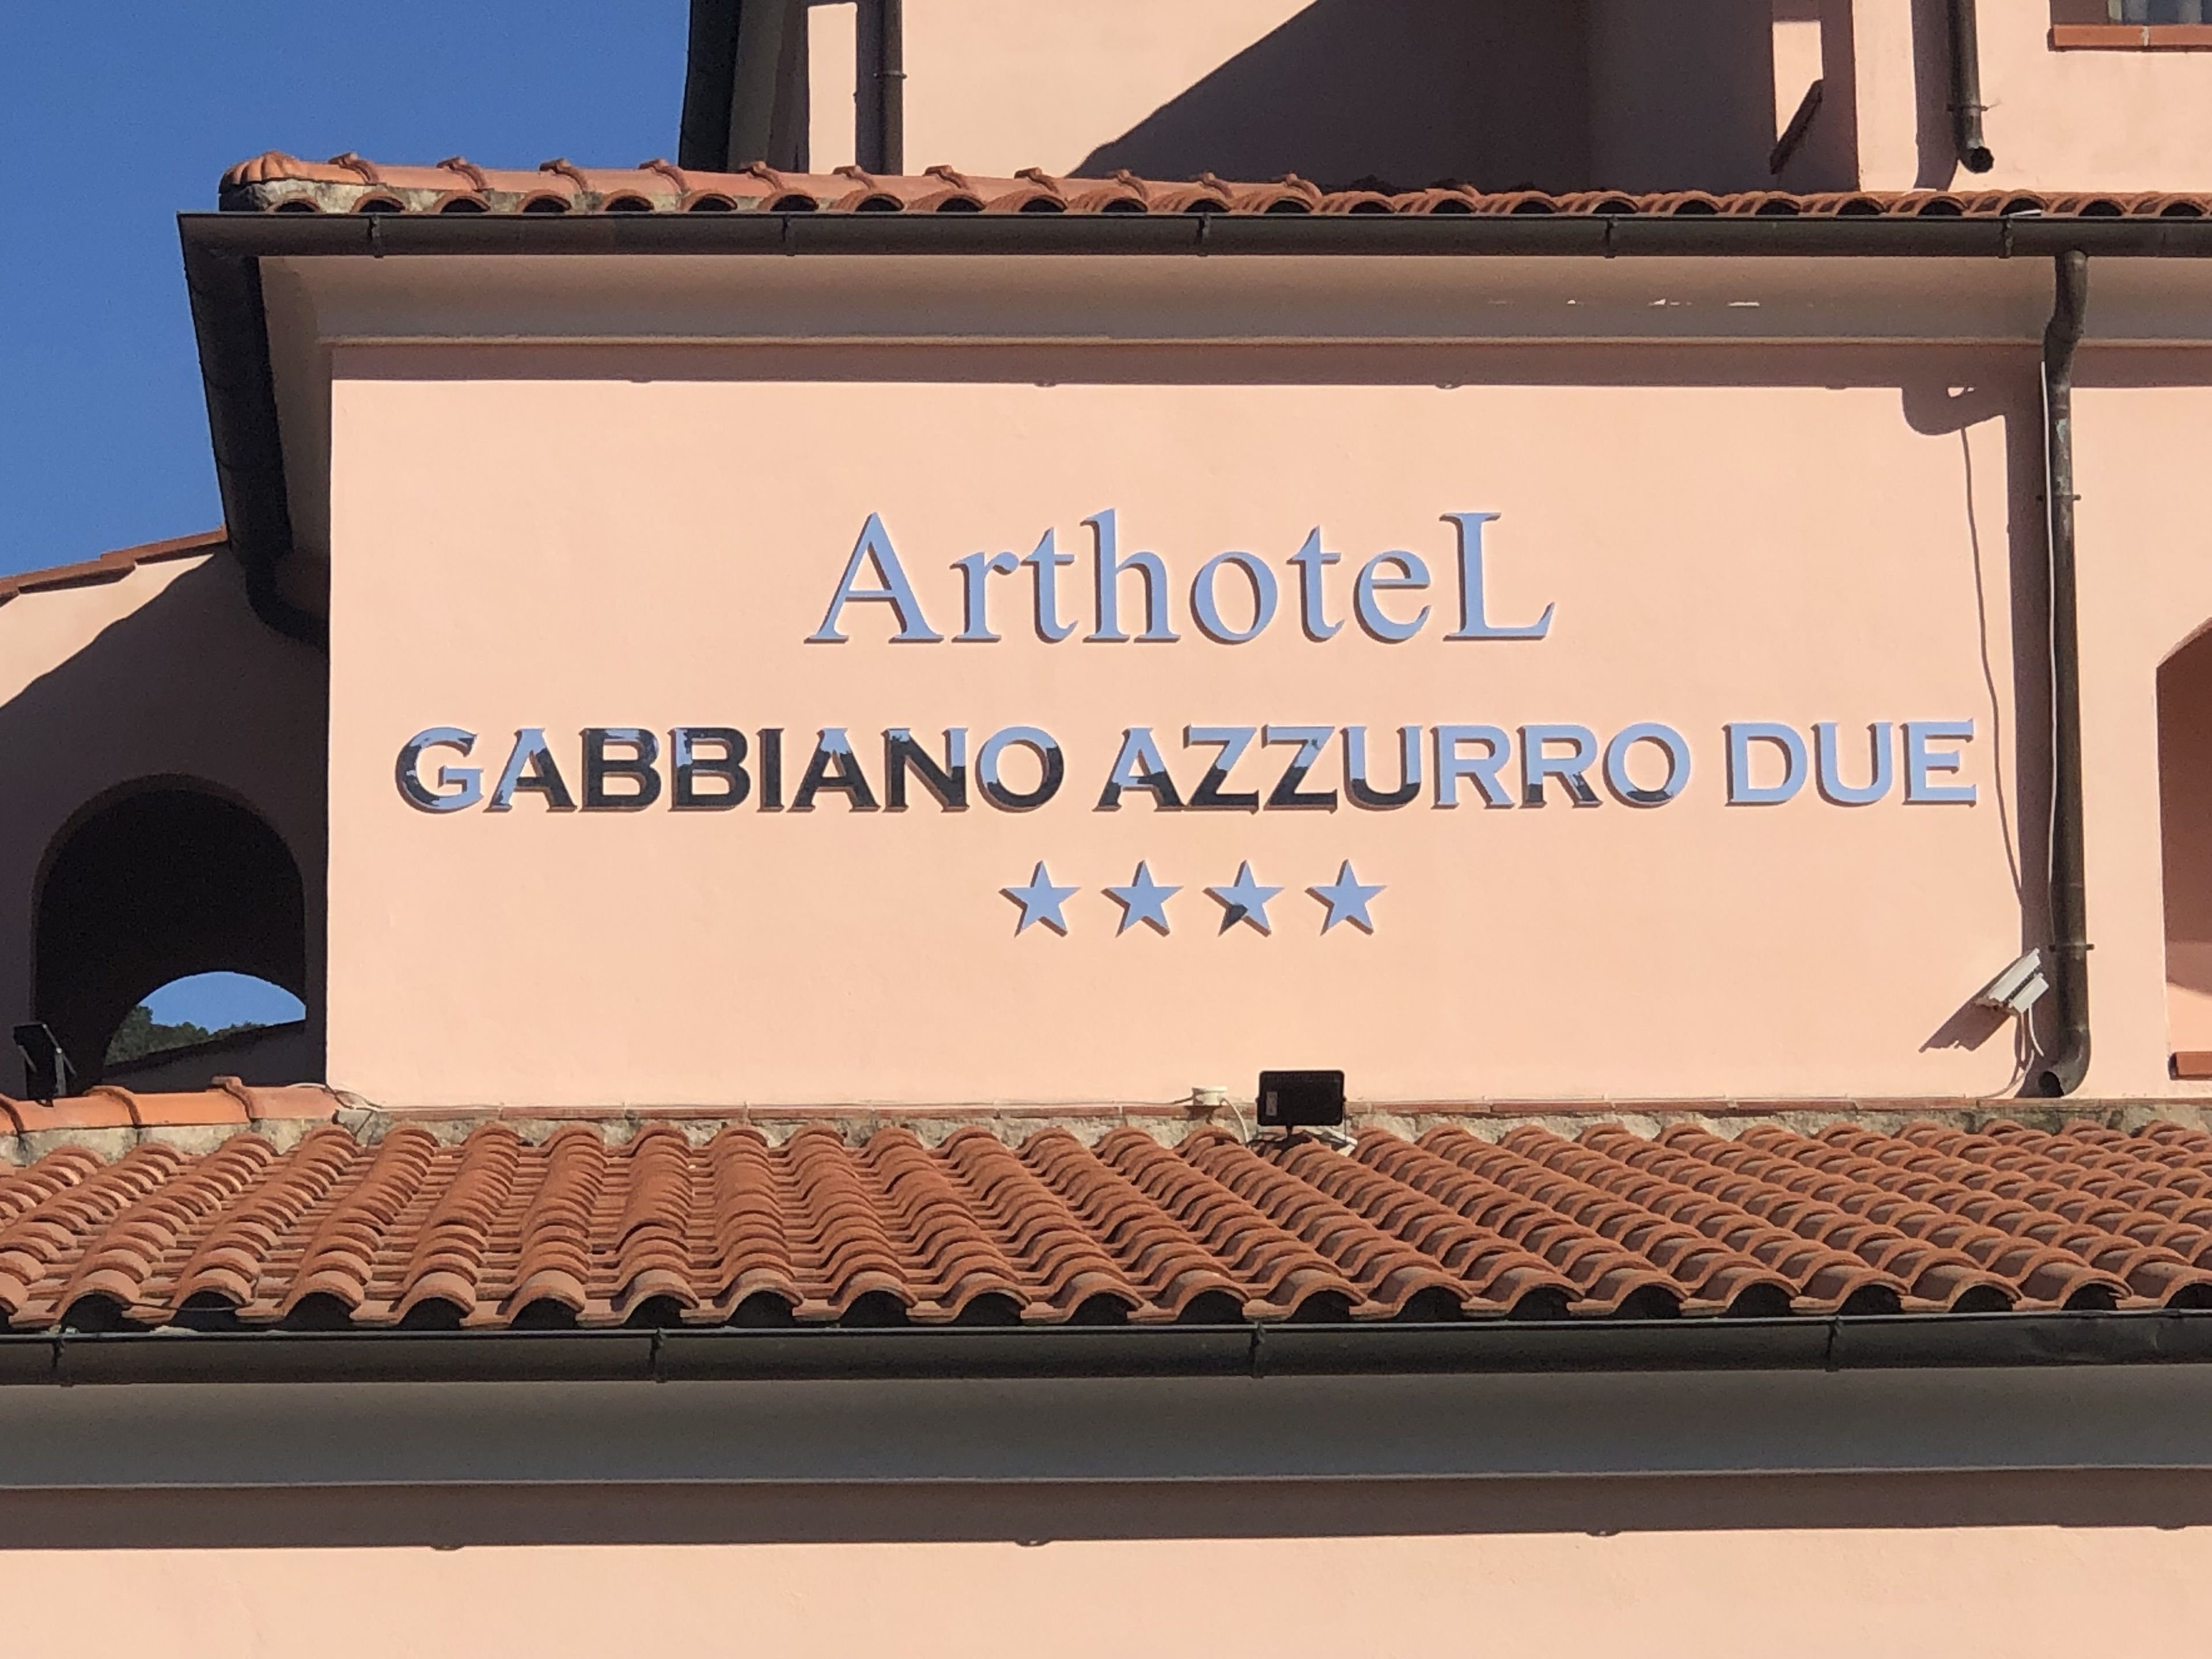 ArthoteL
GABBIANO AZZURRO DUE
★★★★